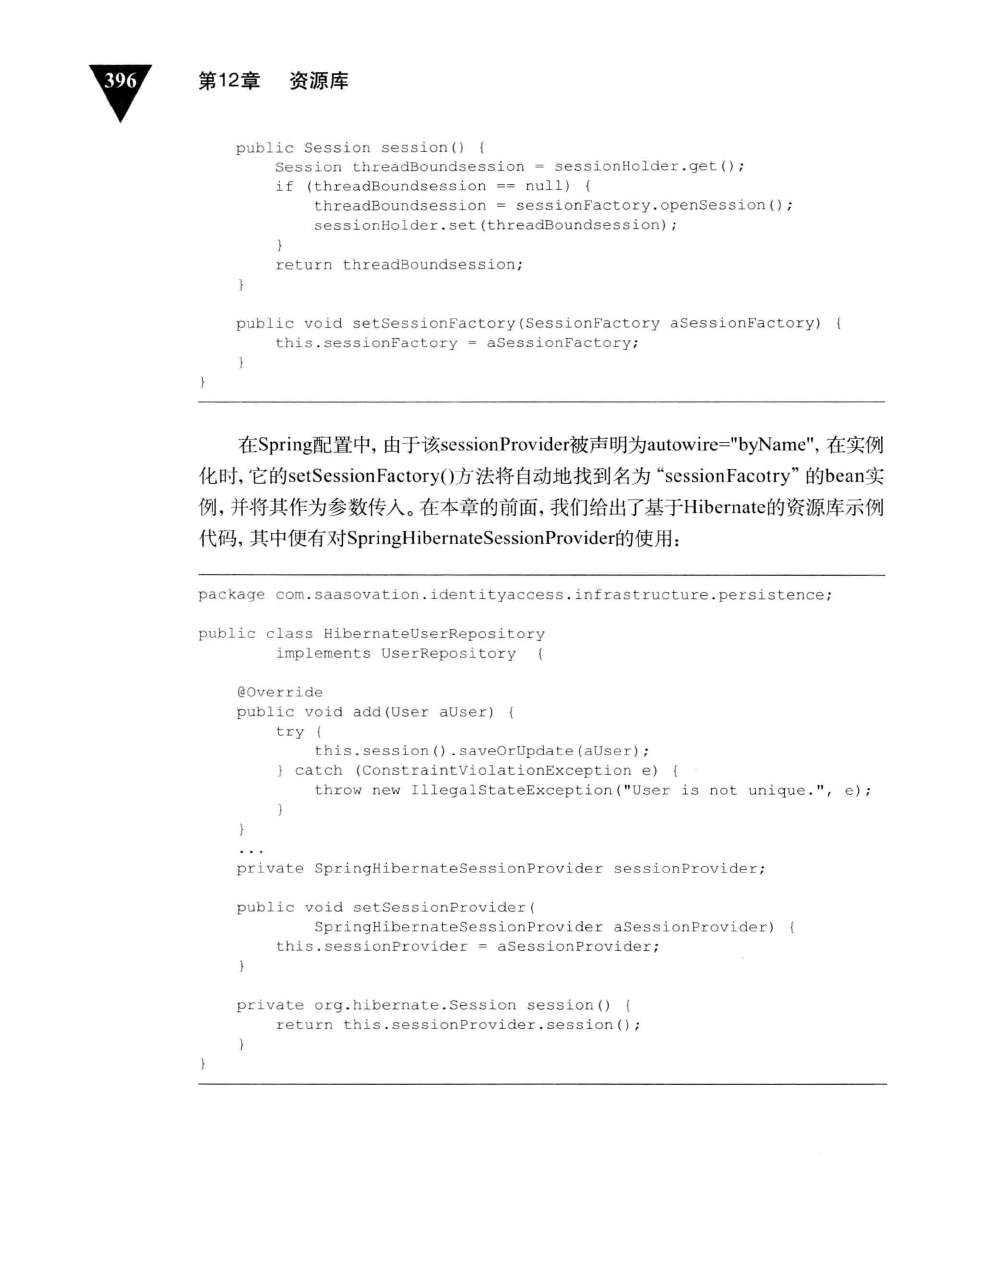 396
第12章 资源库
public Session session() {
Session threadBoundsession = sessionHolder.get();
if (threadBoundsession == null) {
threadBoundsession = sessionFactory.openSession();
sessionHolder.set(threadBoundsession);
}
return threadBoundsession;
}
public void setSessionFactory(SessionFactory aSessionFactory) {
this.sessionFactory = aSessionFactory;
}
}
在Spring配置中，由于该sessionProvider被声明为autowire="byName"，在实例
化时，它的setSessionFactory()方法将自动地找到名为“sessionFacotry”的bean实
例，并将其作为参数传入。在本章的前面，我们给出了基于Hibernate的资源库示例
代码，其中便有对SpringHibernateSessionProvider的使用：
package com.saasovation.identityaccess.infrastructure.persistence;
public class HibernateUserRepository
implements UserRepository {
@Override
public void add(User aUser) {
try {
this.session().saveOrUpdate(aUser);
} catch (ConstraintViolationException e) {
throw new IllegalStateException("User is not unique.", e);
}
}
...
private SpringHibernateSessionProvider sessionProvider;
public void setSessionProvider(
SpringHibernateSessionProvider aSessionProvider) {
this.sessionProvider = aSessionProvider;
}
private org.hibernate.Session session() {
return this.sessionProvider.session();
}
}